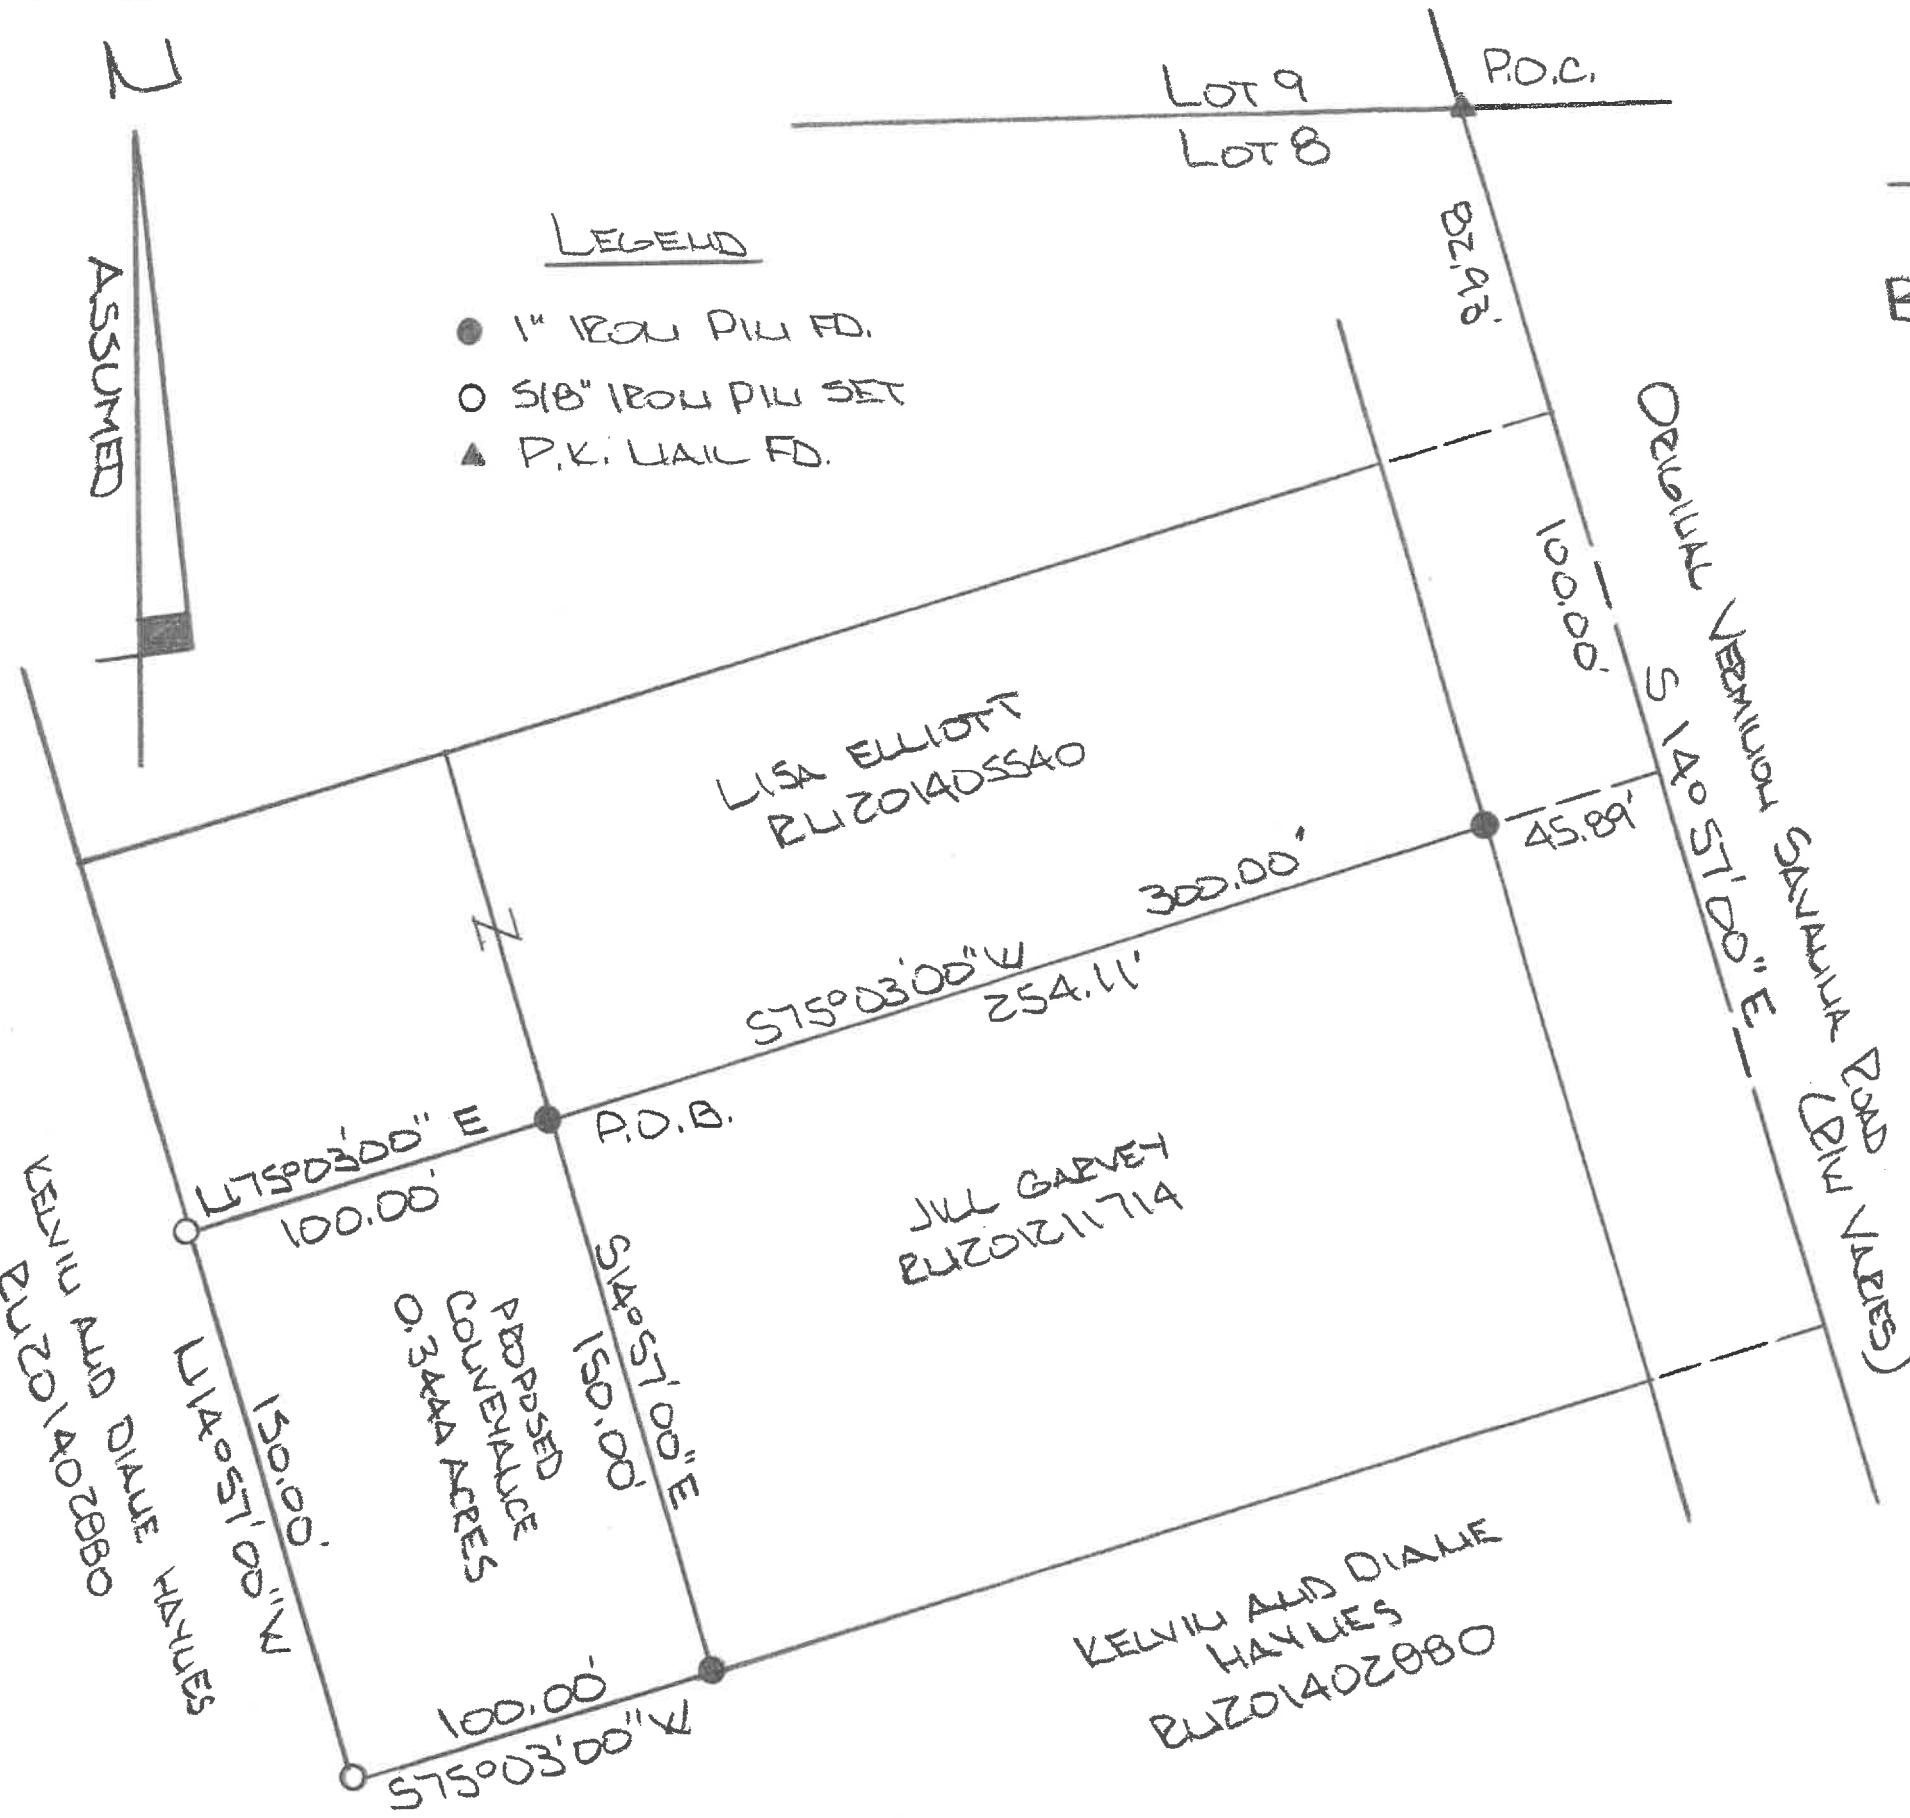 N
ASSUMED
LOT 9
P.O.C.
LOT 8
LEGEND
1" IRON PIN FD.
5/8" IRON PIN SET
P.K. NAIL FD.
82.93'
100.00'
S 14° 57' 00" E
ORIGINAL VERMILION SAVANNA ROAD
(R/W VARIES)
LISA ELLIOTT
RN201405540
45.89'
300.00'
S75°03'00"W
254.11'
Z
P.O.B.
N75°03'00" E
100.00'
JILL GARVEY
RN201211714
S14°57'00"E
150.00'
PROPOSED
CONVEYANCE
0.3444 ACRES
150.00'
N14°57'00"W
KELVIN AND DIANE HAYNES
RN201402880
100.00'
S75°03'00"W
KELVIN AND DIANE
HAYNES
RN201402880